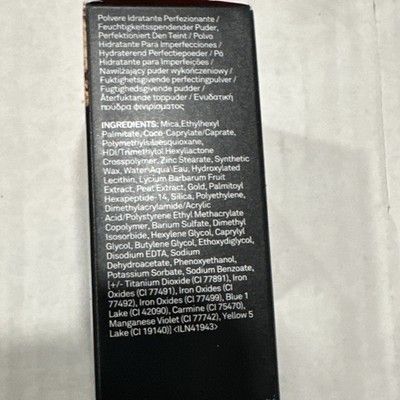 Polvere Idratante Perfezionante /
Feuchtigkeitsspendender Puder,
Perfektioniert Den Teint / Polvo
Hidratante Para Imperfecciones /
Hydraterend Perfectiepoeder / Pó
Hidratante para Imperfeições /
Nawilżający puder wykończeniowy /
Fuktighetsgivende perfectingpulver /
Fugtighedsgivende pudder /
Återfuktande toppuder / Ενυδατική
πούδρα φινιρίσματος
INGREDIENTS: Mica, Ethylhexyl
Palmitate, Coco-Caprylate/Caprate,
Polymethylsilsesquioxane,
HDI/Trimethylol Hexyllactone
Crosspolymer, Zinc Stearate, Synthetic
Wax, Water\Aqua\Eau, Hydroxylated
Lecithin, Lycium Barbarum Fruit
Extract, Peat Extract, Gold, Palmitoyl
Hexapeptide-14, Silica, Polyethylene,
Dimethylacrylamide/Acrylic
Acid/Polystyrene Ethyl Methacrylate
Copolymer, Barium Sulfate, Dimethyl
Isosorbide, Hexylene Glycol, Caprylyl
Glycol, Butylene Glycol, Ethoxydiglycol,
Disodium EDTA, Sodium
Dehydroacetate, Phenoxyethanol,
Potassium Sorbate, Sodium Benzoate,
[+/- Titanium Dioxide (CI 77891), Iron
Oxides (CI 77491), Iron Oxides (CI
77492), Iron Oxides (CI 77499), Blue 1
Lake (CI 42090), Carmine (CI 75470),
Manganese Violet (CI 77742), Yellow 5
Lake (CI 19140)] <ILN41943>